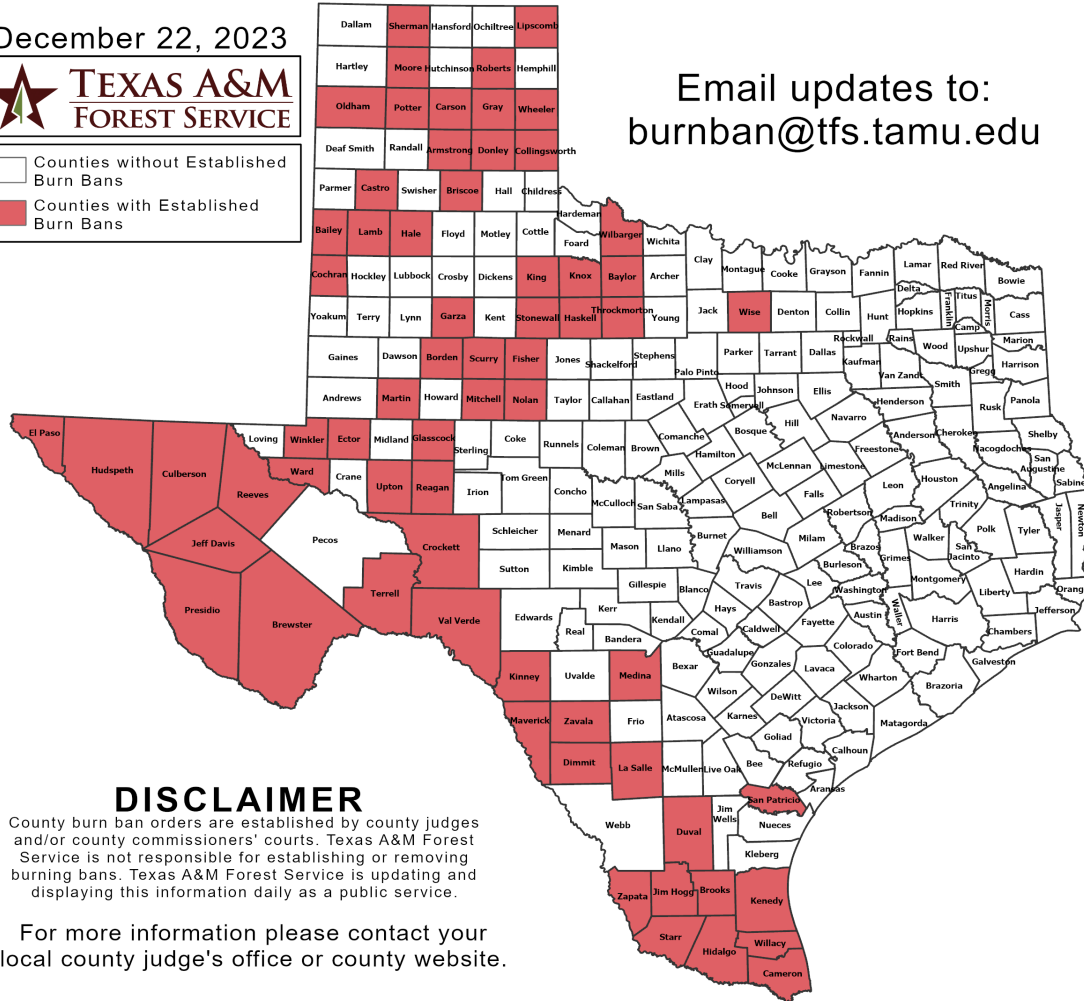 December 22, 2023
TEXAS A&M
FOREST SERVICE
Counties without Established
Burn Bans
Counties with Established
Burn Bans
Email updates to:
burnban@tfs.tamu.edu
Dallam Sherman Hansford Ochiltree Lipscomb
Hartley Moore Hutchinson Roberts Hemphill
Oldham Potter Carson Gray Wheeler
Deaf Smith Randall Armstrong Donley Collingsworth
Parmer Castro Swisher Briscoe Hall Childress
Hardeman
Bailey Lamb Hale Floyd Motley Cottle Foard Wilbarger Wichita
Clay Montague Cooke Grayson Fannin Lamar Red River Bowie
Cochran Hockley Lubbock Crosby Dickens King Knox Baylor Archer
Delta Franklin Titus Morris Cass
Yoakum Terry Lynn Garza Kent Stonewall Haskell Throckmorton Young Jack Wise Denton Collin Hunt Hopkins
Camp
Rockwall Rains Wood Upshur Marion
Gaines Dawson Borden Scurry Fisher Jones Shackelford Stephens Palo Pinto Parker Tarrant Dallas Kaufman Van Zandt Smith Gregg Harrison
Andrews Martin Howard Mitchell Nolan Taylor Callahan Eastland Erath Hood Somervell Johnson Ellis Henderson Rusk Panola
Navarro Hill Bosque
El Paso Hudspeth Culberson Reeves Loving Winkler Ector Midland Glasscock Sterling Coke Runnels Coleman Brown Comanche Hamilton
McLennan Limestone Freestone Anderson Cherokee Nacogdoches Shelby
San
Augustine
Sabine
Ward Crane Upton Reagan Irion Tom Green Concho McCulloch San Saba Mills Lampasas Coryell Falls
Leon Houston Angelina
Trinity
Jeff Davis Pecos Crockett Schleicher Menard Mason Llano Burnet Bell Milam Robertson Madison Walker
San
Jacinto
Polk Tyler Jasper Newton
Sutton Kimble Williamson Brazos Grimes Montgomery Hardin
Presidio Brewster Terrell Val Verde Edwards Gillespie Blanco Travis Burleson Lee Washington Liberty Orang
Kerr Real Bandera Kendall Hays Bastrop Fayette Austin Waller Harris Jefferson
Chambers
Comal Caldwell Guadalupe Colorado Fort Bend Galveston
Kinney Uvalde Medina Bexar Gonzales Lavaca Wharton Brazoria
Wilson DeWitt Jackson Matagorda
Maverick Zavala Frio Atascosa Karnes Victoria
Goliad Calhoun
Dimmit La Salle McMullen Live Oak Bee Refugio
Aransas
San Patricio
Webb Duval
Jim
Wells
Nueces
Kleberg
Zapata Jim Hogg Brooks Kenedy
Starr Hidalgo Willacy
Cameron
DISCLAIMER
County burn ban orders are established by county judges
and/or county commissioners' courts. Texas A&M Forest
Service is not responsible for establishing or removing
burning bans. Texas A&M Forest Service is updating and
displaying this information daily as a public service.
For more information please contact your
local county judge's office or county website.